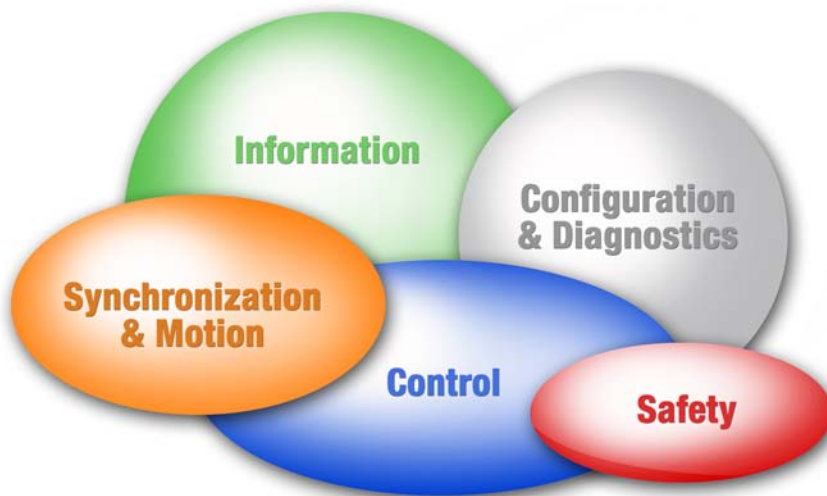 Information
Configuration
& Diagnostics
Synchronization
& Motion
Control
Safety